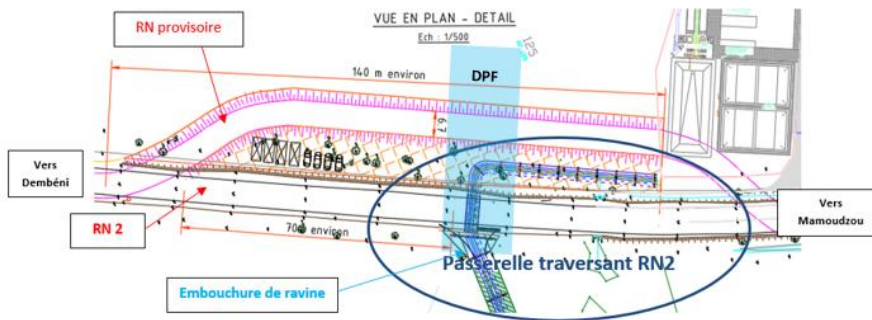 VUE EN PLAN - DETAIL
Ech : 1/500
RN provisoire
DPF
125
140 m environ
6.7
Vers
Dembéni
Vers
Mamoudzou
RN 2
70 environ
Passerelle traversant RN2
Embouchure de ravine